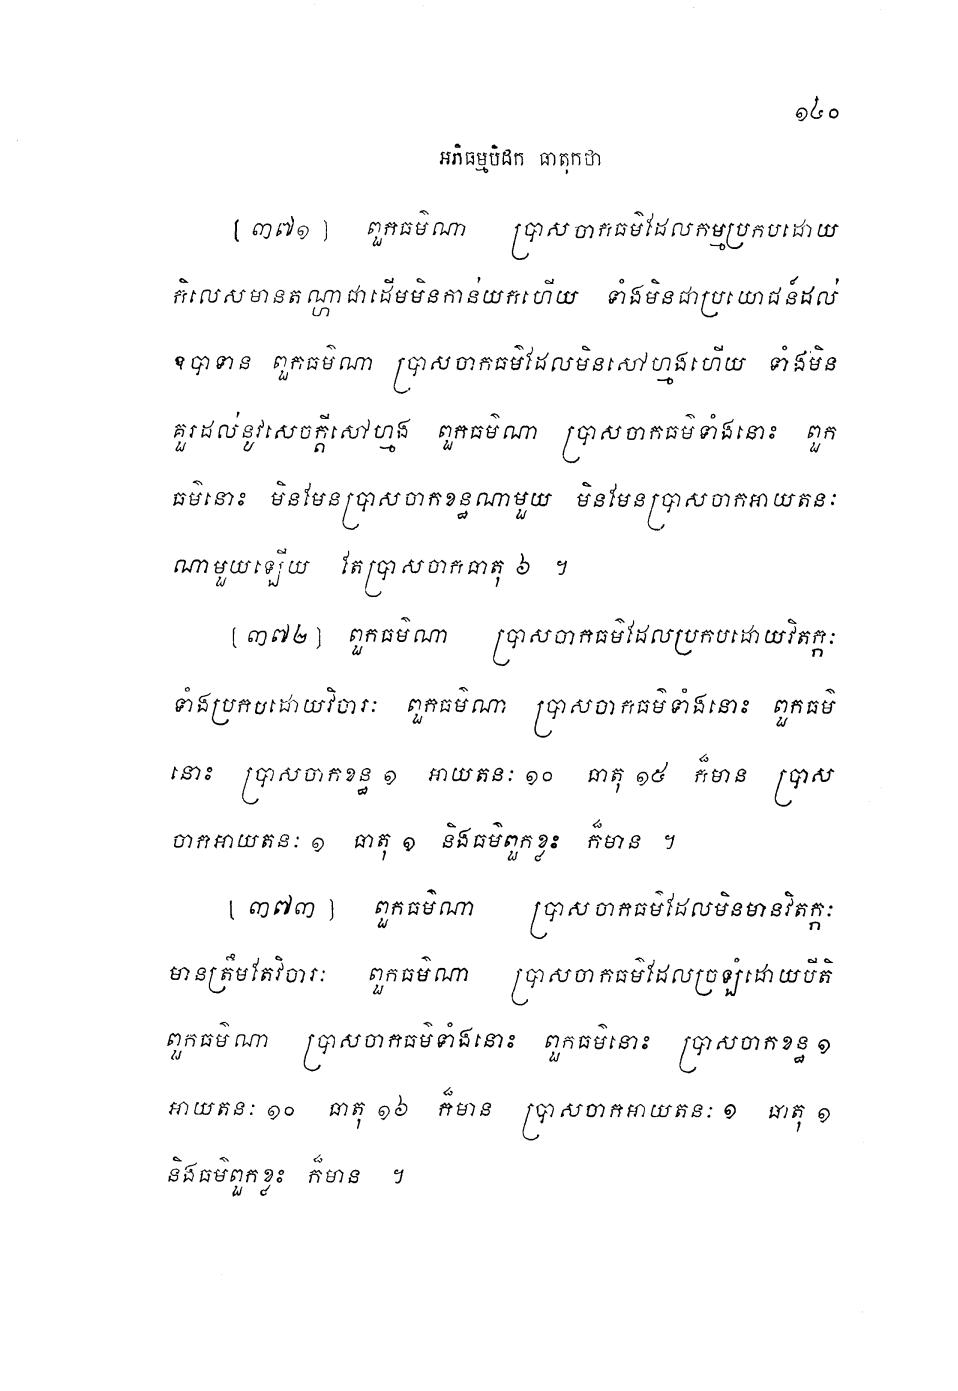 ១៤០
អភិធម្មបិដក ធាតុកថា
[ ៣៧១ ] ពួកធម៌ណា ប្រាសចាកធម៌ដែលកម្មប្រកបដោយ
កិលេសមានតណ្ហាជាដើមមិនកាន់យកហើយ ទាំងមិនជាប្រយោជន៍ដល់
ឧបាទាន ពួកធម៌ណា ប្រាសចាកធម៌ដែលមិនសៅហ្មងហើយ ទាំងមិន
គួរដល់នូវសេចក្តីសៅហ្មង ពួកធម៌ណា ប្រាសចាកធម៌ទាំងនោះ ពួក
ធម៌នោះ មិនមែនប្រាសចាកខន្ធណាមួយ មិនមែនប្រាសចាកអាយតនៈ
ណាមួយឡើយ តែប្រាសចាកធាតុ ៦ ។
[ ៣៧២ ] ពួកធម៌ណា ប្រាសចាកធម៌ដែលប្រកបដោយវិតក្កៈ
ទាំងប្រកបដោយវិចារៈ ពួកធម៌ណា ប្រាសចាកធម៌ទាំងនោះ ពួកធម៌
នោះ ប្រាសចាកខន្ធ ១ អាយតនៈ ១០ ធាតុ ១៥ ក៏មាន ប្រាស
ចាកអាយតនៈ ១ ធាតុ ១ និងធម៌ពួកខ្លះ ក៏មាន ។
[ ៣៧៣ ] ពួកធម៌ណា ប្រាសចាកធម៌ដែលមិនមានវិតក្កៈ
មានត្រឹមតែវិចារៈ ពួកធម៌ណា ប្រាសចាកធម៌ដែលច្រឡំដោយបីតិ
ពួកធម៌ណា ប្រាសចាកធម៌ទាំងនោះ ពួកធម៌នោះ ប្រាសចាកខន្ធ ១
អាយតនៈ ១០ ធាតុ ១៦ ក៏មាន ប្រាសចាកអាយតនៈ ១ ធាតុ ១
និងធម៌ពួកខ្លះ ក៏មាន ។